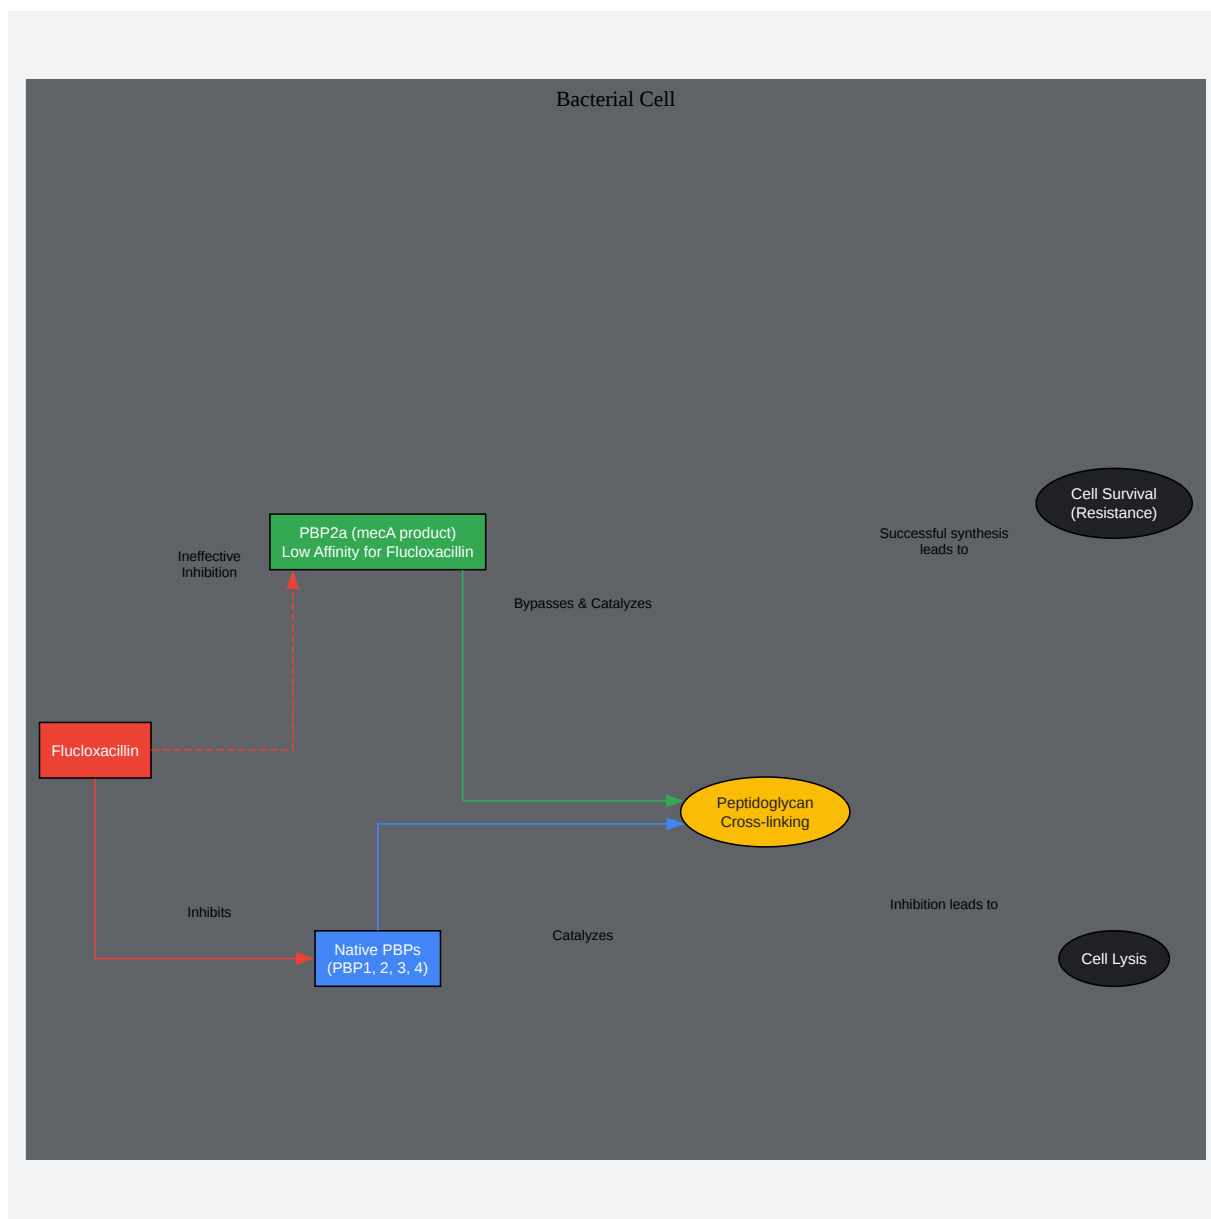 Bacterial Cell
Cell Survival
(Resistance)
Successful synthesis
leads to
PBP2a (mecA product)
Low Affinity for Flucloxacillin
Ineffective
Inhibition
Bypasses & Catalyzes
Flucloxacillin
Peptidoglycan
Cross-linking
Inhibits
Inhibition leads to
Catalyzes
Native PBPs
(PBP1, 2, 3, 4)
Cell Lysis